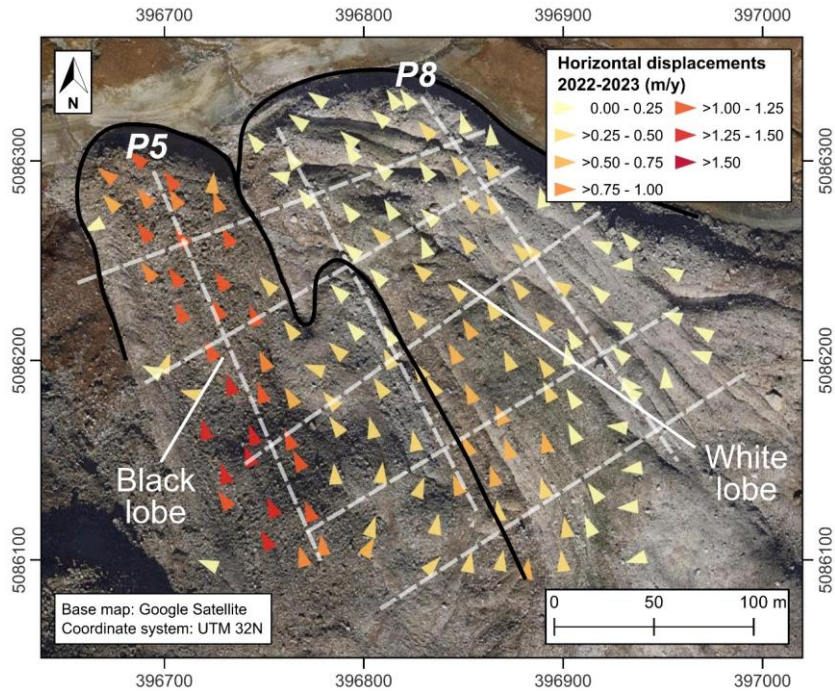 396700 396800 396900 397000
5086300
5086200
5086100
N
P5
P8
Horizontal displacements
2022-2023 (m/y)
0.00 - 0.25
>0.25 - 0.50
>0.50 - 0.75
>0.75 - 1.00
>1.00 - 1.25
>1.25 - 1.50
>1.50
5086300
5086200
5086100
Black
lobe
White
lobe
Base map: Google Satellite
Coordinate system: UTM 32N
0 50 100 m
396700 396800 396900 397000